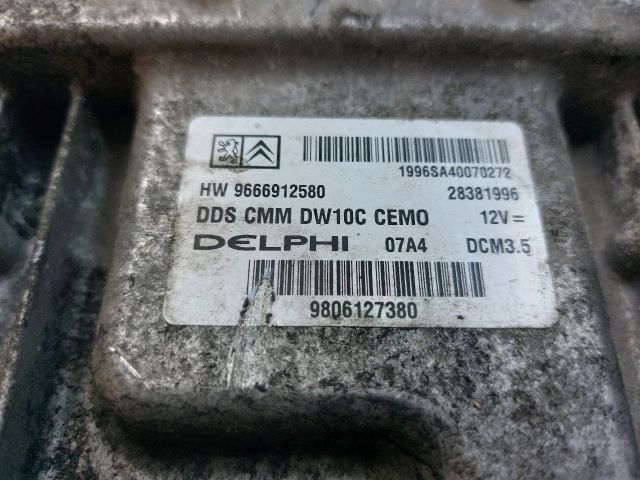 1996SA40070272
HW 9666912580 28381996
DDS CMM DW10C CEMO 12V =
DELPHI 07A4 DCM3.5
9806127380